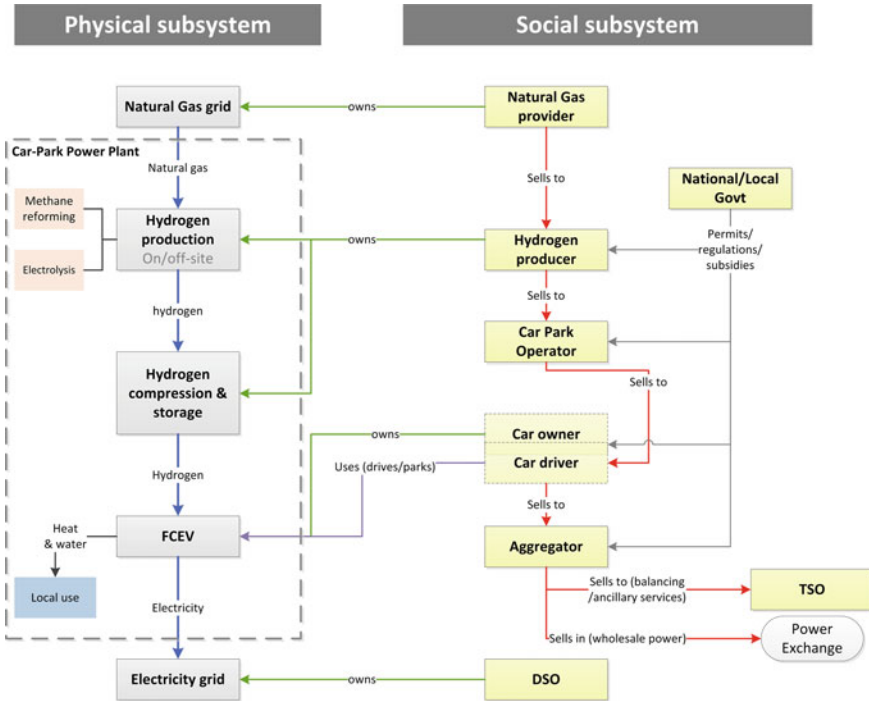 Physical subsystem
Social subsystem
Natural Gas grid
owns
Natural Gas
provider
Car-Park Power Plant
Natural gas
Sells to
National/Local
Govt
Methane
reforming
Hydrogen
production
On/off-site
Electrolysis
owns
Hydrogen
producer
Permits/
regulations/
subsidies
hydrogen
Sells to
Car Park
Operator
Hydrogen
compression &
storage
Sells to
owns
Car owner
Car driver
Uses (drives/parks)
Hydrogen
Sells to
Heat
& water
FCEV
Aggregator
Local use
Electricity
Sells to (balancing
/ancillary services)
TSO
Sells in (wholesale power)
Power
Exchange
Electricity grid
owns
DSO